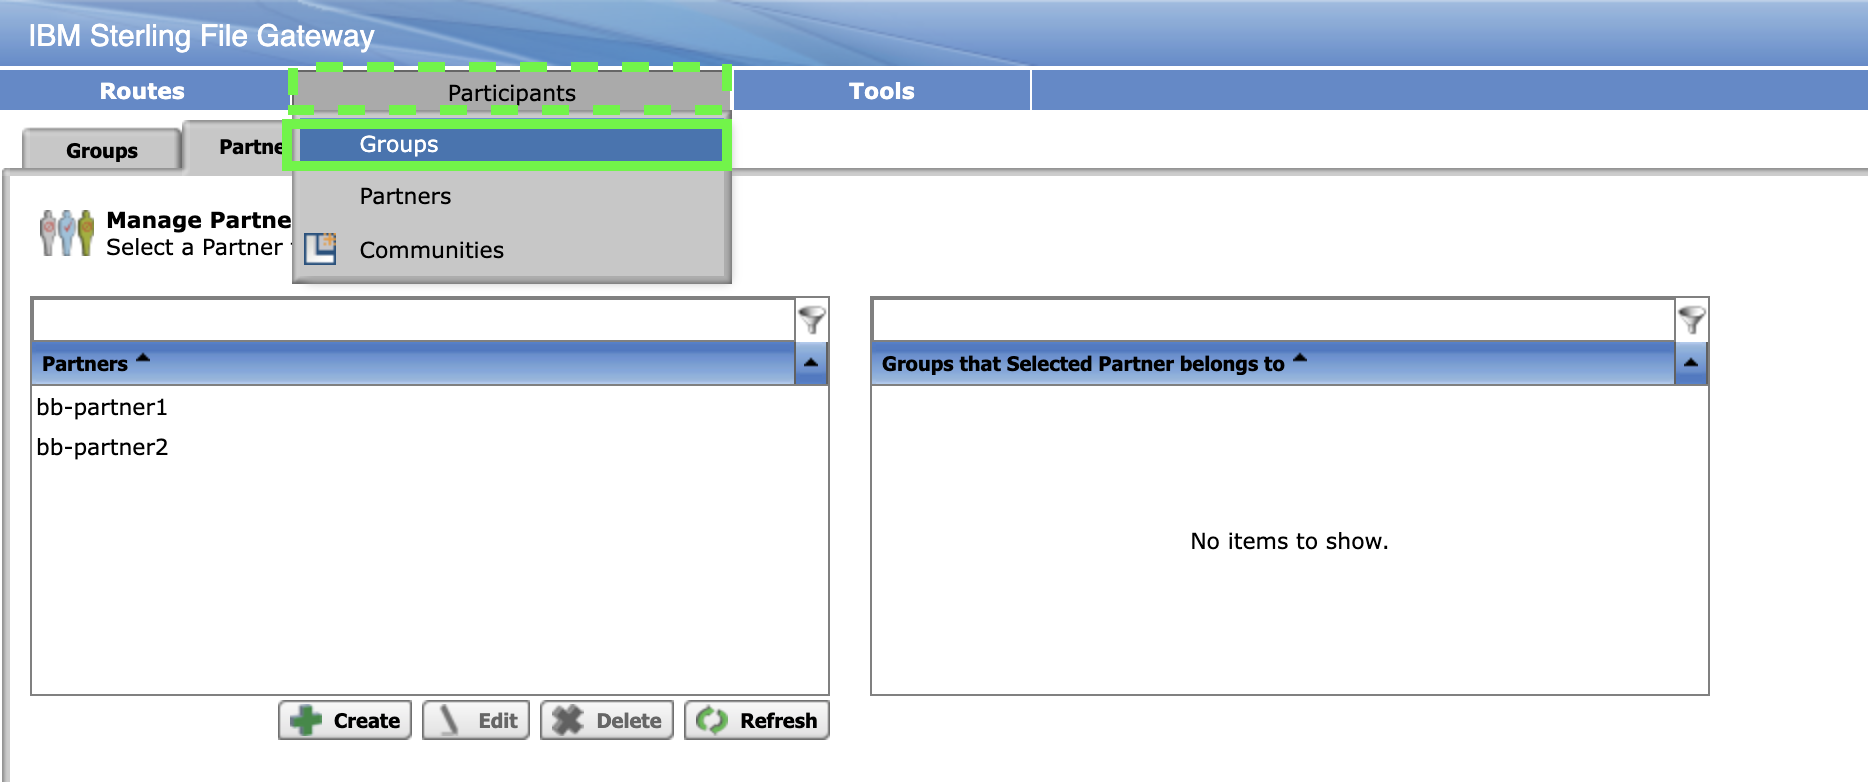 IBM Sterling File Gateway
Routes
Participants
Tools
Groups
Partne
Groups
Partners
Communities
Manage Partne
Select a Partner
Partners
bb-partner1
bb-partner2
Groups that Selected Partner belongs to
No items to show.
Create
Edit
Delete
Refresh